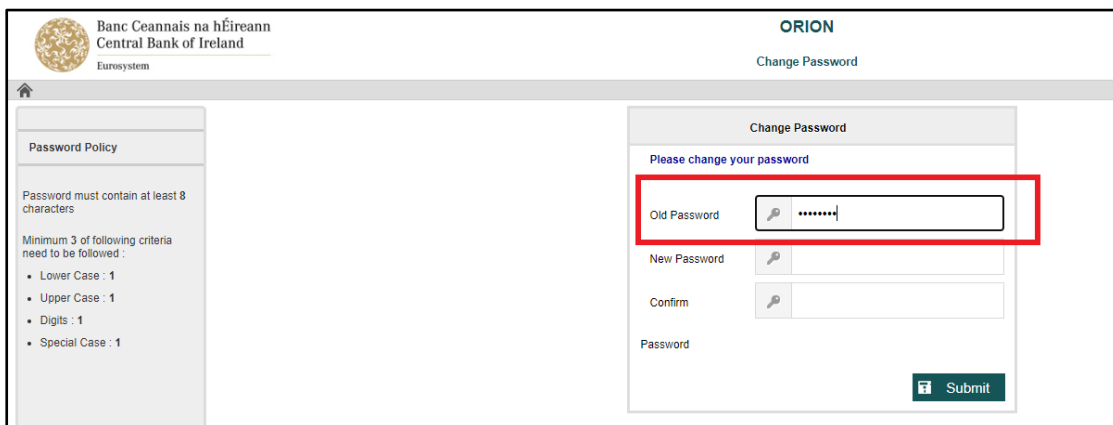 Banc Ceannais na hÉireann
Central Bank of Ireland
Eurosystem
ORION
Change Password
Password Policy
Password must contain at least 8
characters
Minimum 3 of following criteria
need to be followed :
• Lower Case : 1
• Upper Case : 1
• Digits : 1
• Special Case : 1
Change Password
Please change your password
Old Password ••••••••
New Password
Confirm
Password
Submit